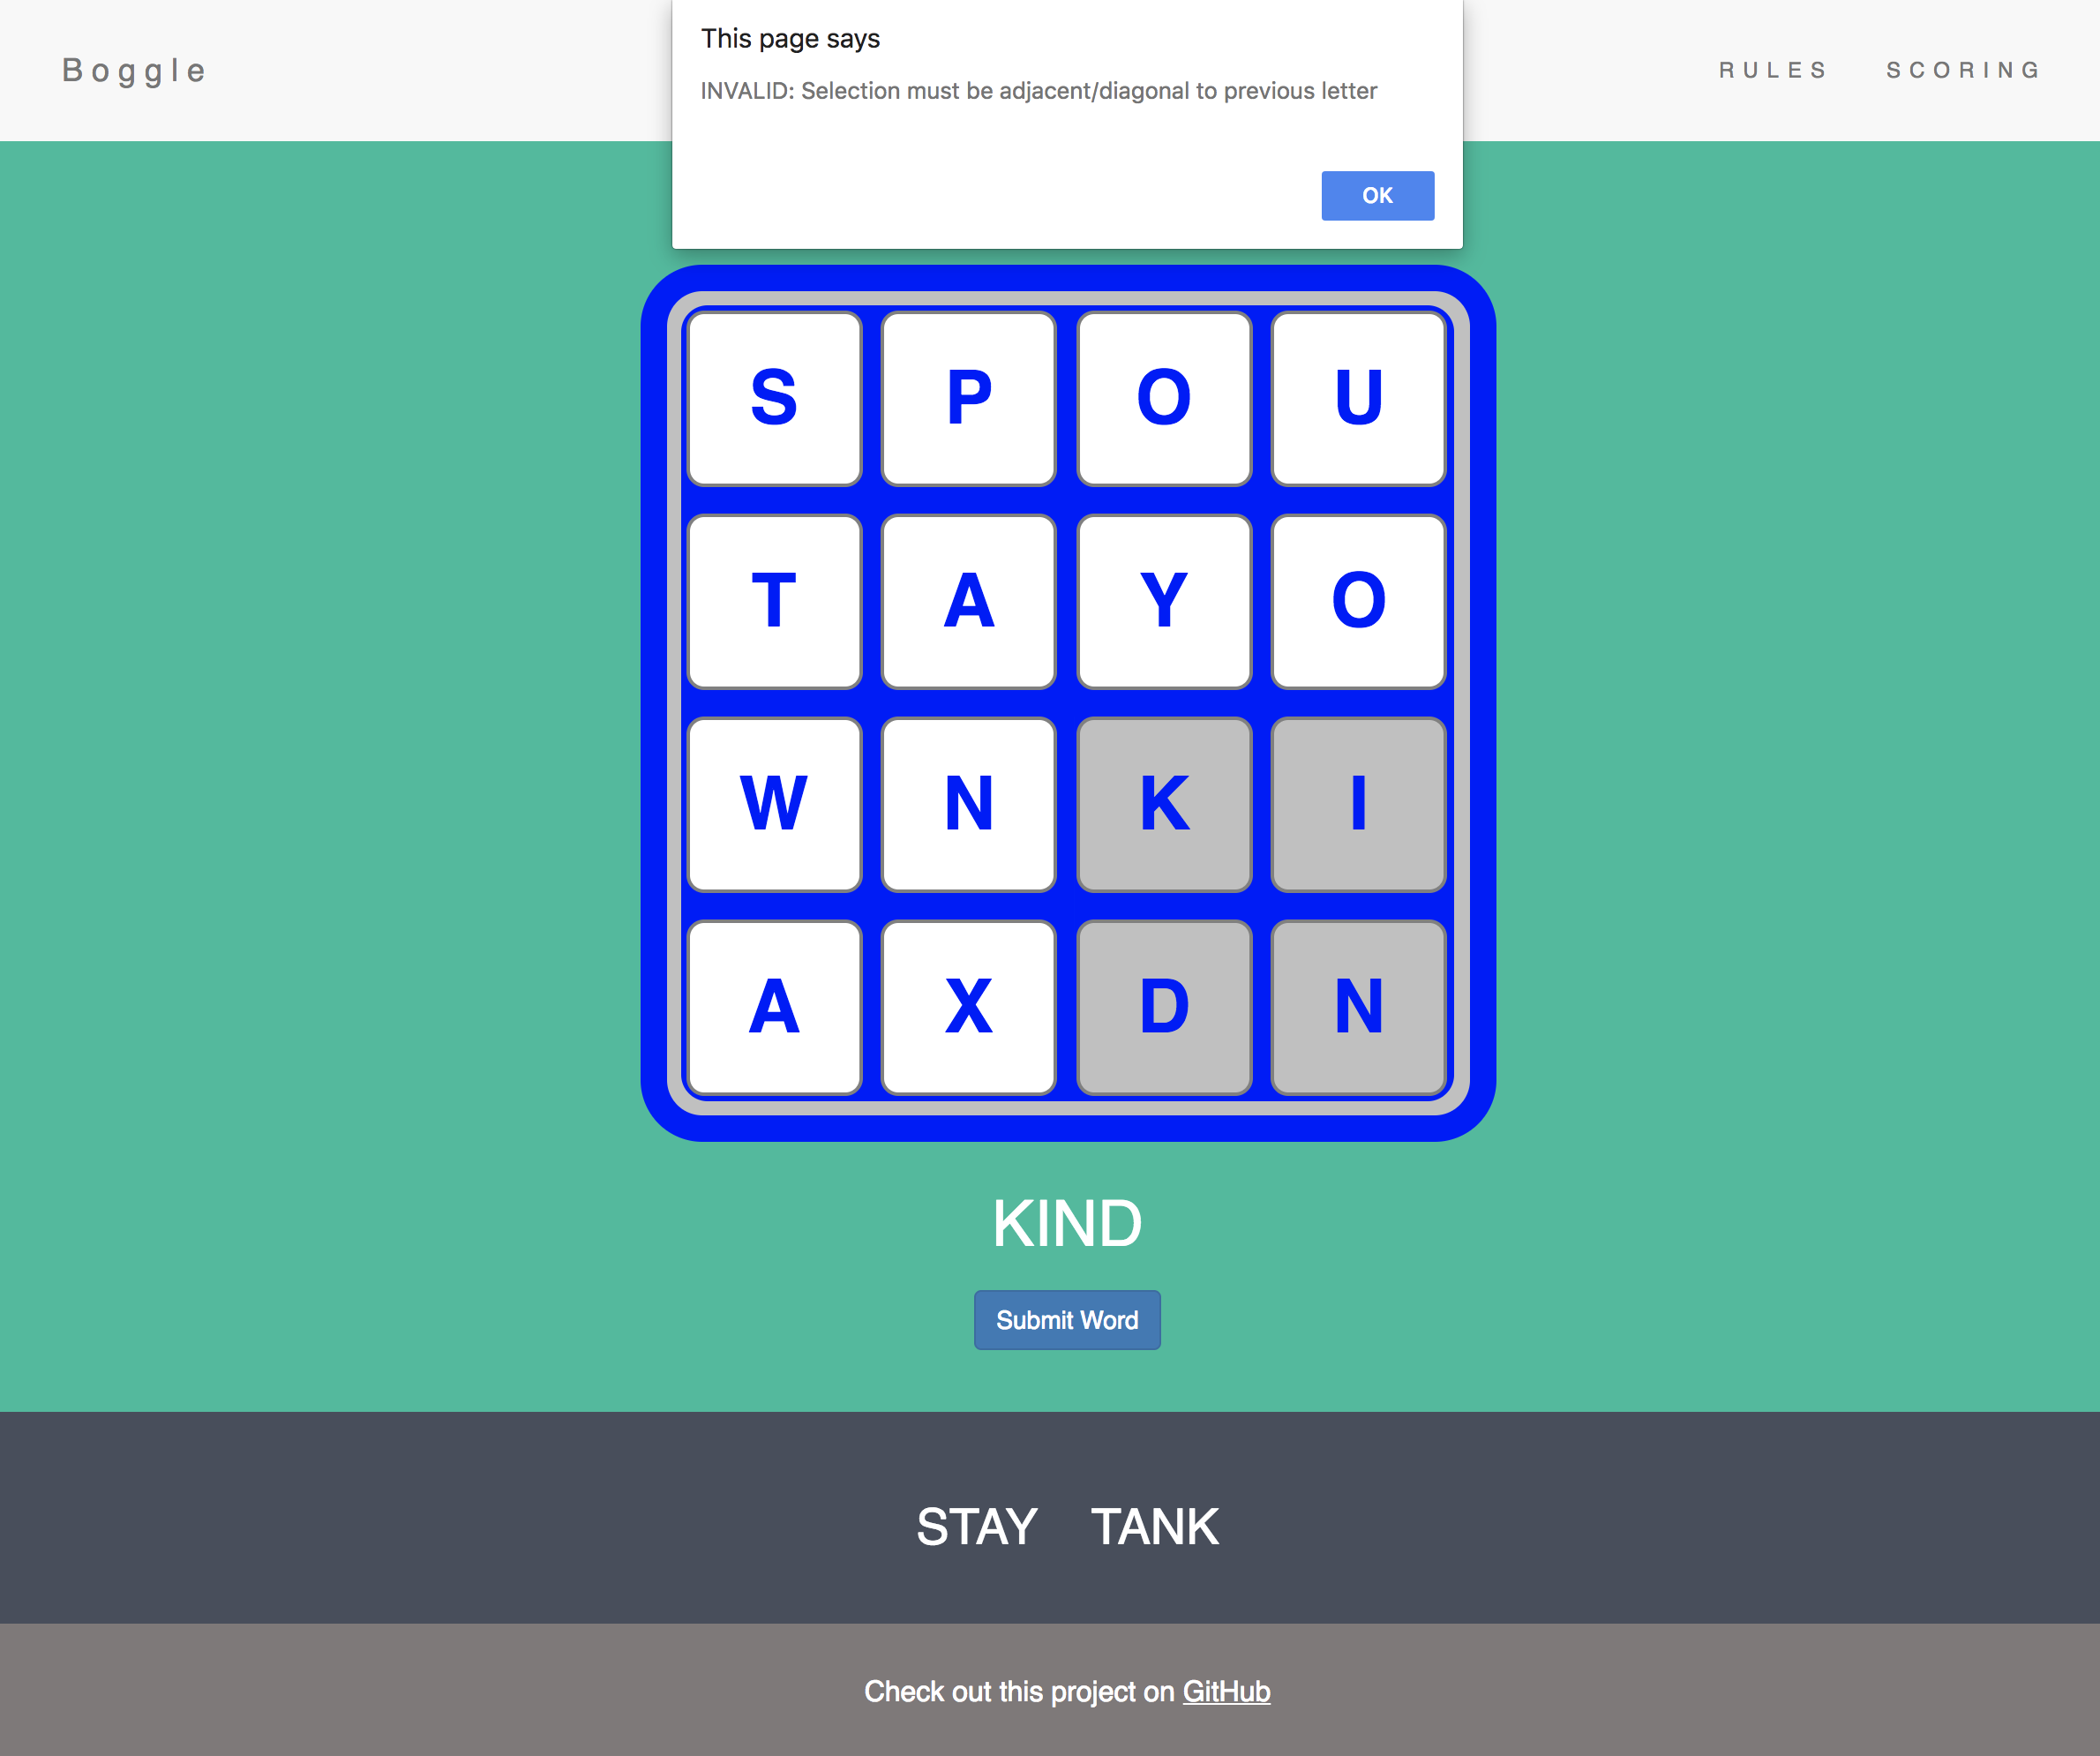 This page says
Boggle
RULES SCORING
INVALID: Selection must be adjacent/diagonal to previous letter
OK
S P O U
T A Y O
W N K I
A X D N
KIND
Submit Word
STAY TANK
Check out this project on GitHub